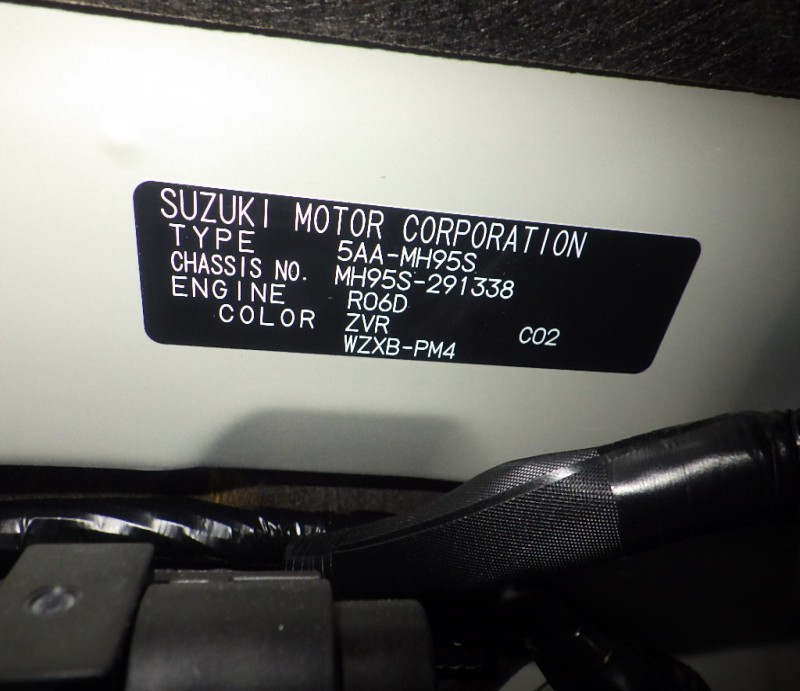 SUZUKI MOTOR CORPORATION
TYPE 5AA-MH95S
CHASSIS NO. MH95S-291338
ENGINE R06D
COLOR ZVR C02
WZXB-PM4